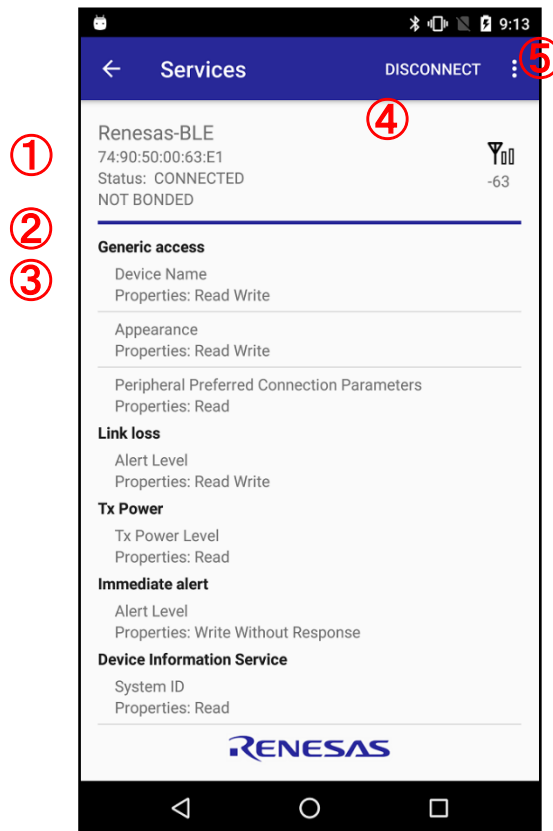 9:13
Services DISCONNECT ⑤
④
Renesas-BLE
① 74:90:50:00:63:E1
Status: CONNECTED -63
NOT BONDED
②
Generic access
③ Device Name
Properties: Read Write
Appearance
Properties: Read Write
Peripheral Preferred Connection Parameters
Properties: Read
Link loss
Alert Level
Properties: Read Write
Tx Power
Tx Power Level
Properties: Read
Immediate alert
Alert Level
Properties: Write Without Response
Device Information Service
System ID
Properties: Read
RENESAS